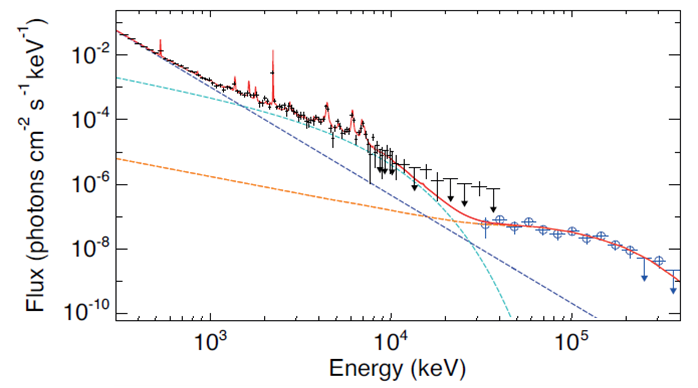 Flux (photons cm⁻² s⁻¹ keV⁻¹)
10⁻²
10⁻⁴
10⁻⁶
10⁻⁸
10⁻¹⁰
10³ 10⁴ 10⁵
Energy (keV)